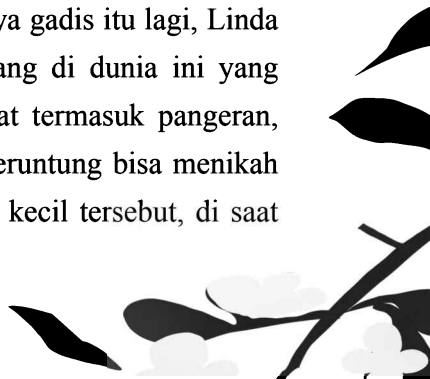 ya gadis itu lagi, Linda
ang di dunia ini yang
at termasuk pangeran,
eruntung bisa menikah
kecil tersebut, di saat